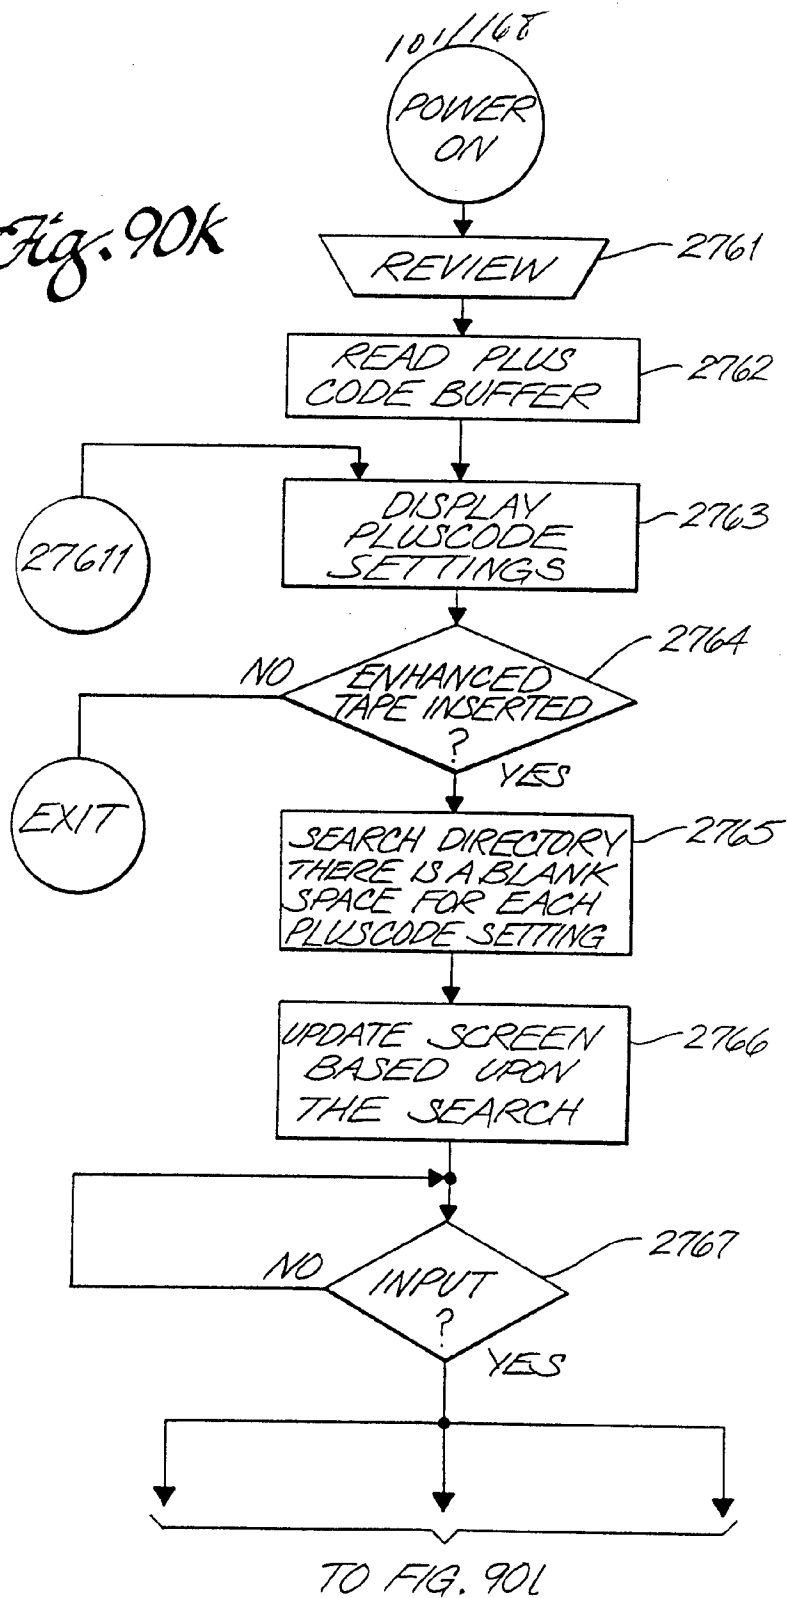 101/168
POWER
ON
Fig. 90K
REVIEW
2761
READ PLUS
CODE BUFFER
2762
DISPLAY
PLUSCODE
SETTINGS
2763
27611
ENHANCED
TAPE INSERTED
?
2764
NO
YES
EXIT
SEARCH DIRECTORY
THERE IS A BLANK
SPACE FOR EACH
PLUSCODE SETTING
2765
UPDATE SCREEN
BASED UPON
THE SEARCH
2766
INPUT
?
2767
NO
YES
TO FIG. 90L